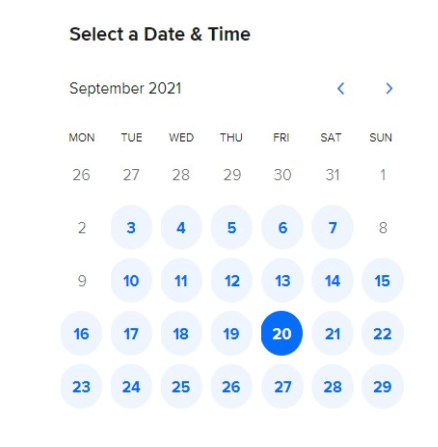 Select a Date & Time
September 2021
MON TUE WED THU FRI SAT SUN
26 27 28 29 30 31 1
2 3 4 5 6 7 8
9 10 11 12 13 14 15
16 17 18 19 20 21 22
23 24 25 26 27 28 29